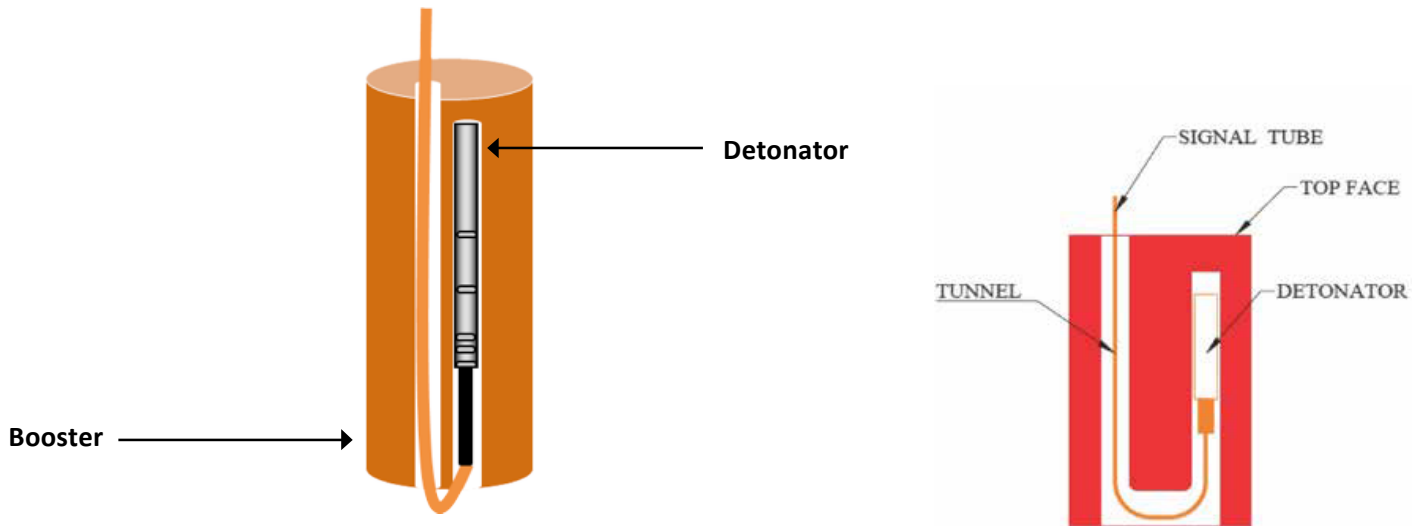 Detonator
Booster
SIGNAL TUBE
TOP FACE
TUNNEL
DETONATOR